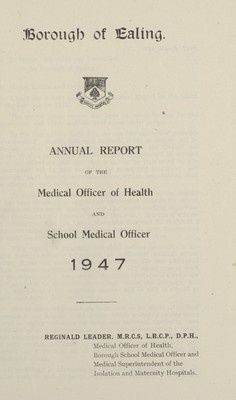 Borough of Ealing.
ANNUAL REPORT
OF THE
Medical Officer of Health
AND
School Medical Officer
1947
REGINALD LEADER, M.R.C.S, L.R.C.P., D.P.H.,
Medical Officer of Health.
Borough School Medical Officer and
Medical Superintendent of the
Isolation and Maternity Hospitals.